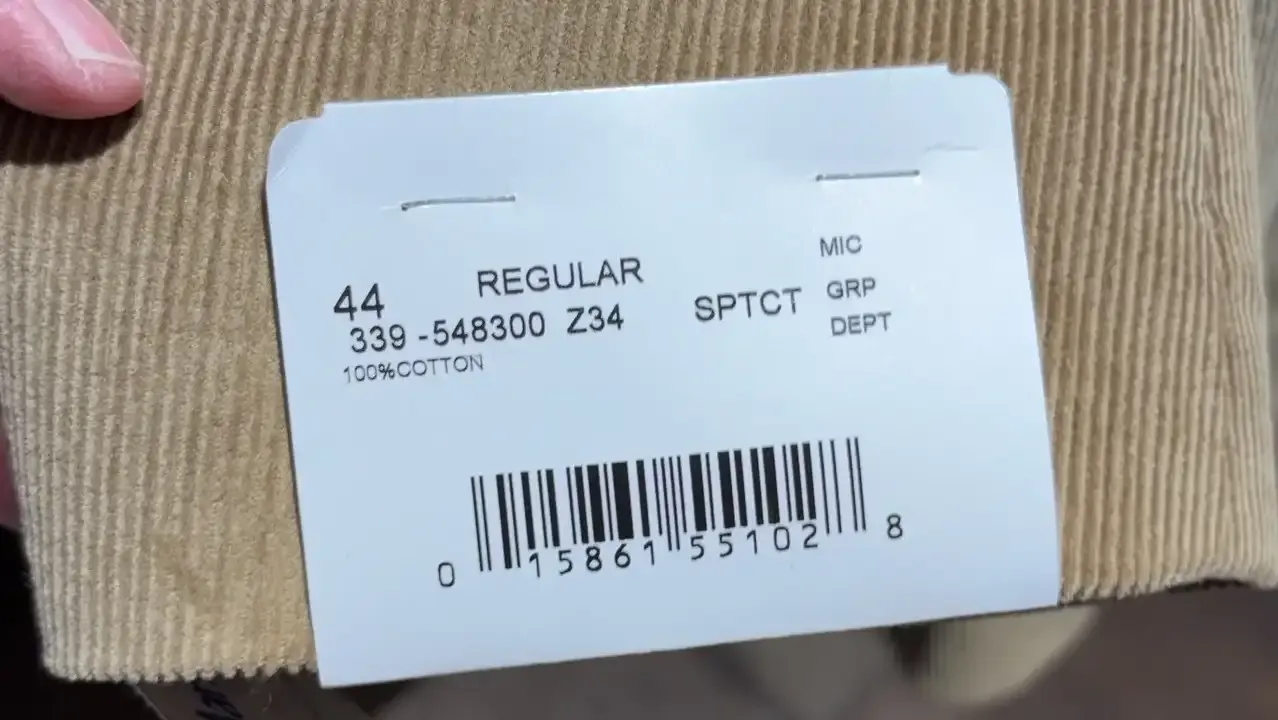 44 REGULAR
339 -548300 Z34
100%COTTON
SPTCT
MIC
GRP
DEPT
0 15861 55102 8